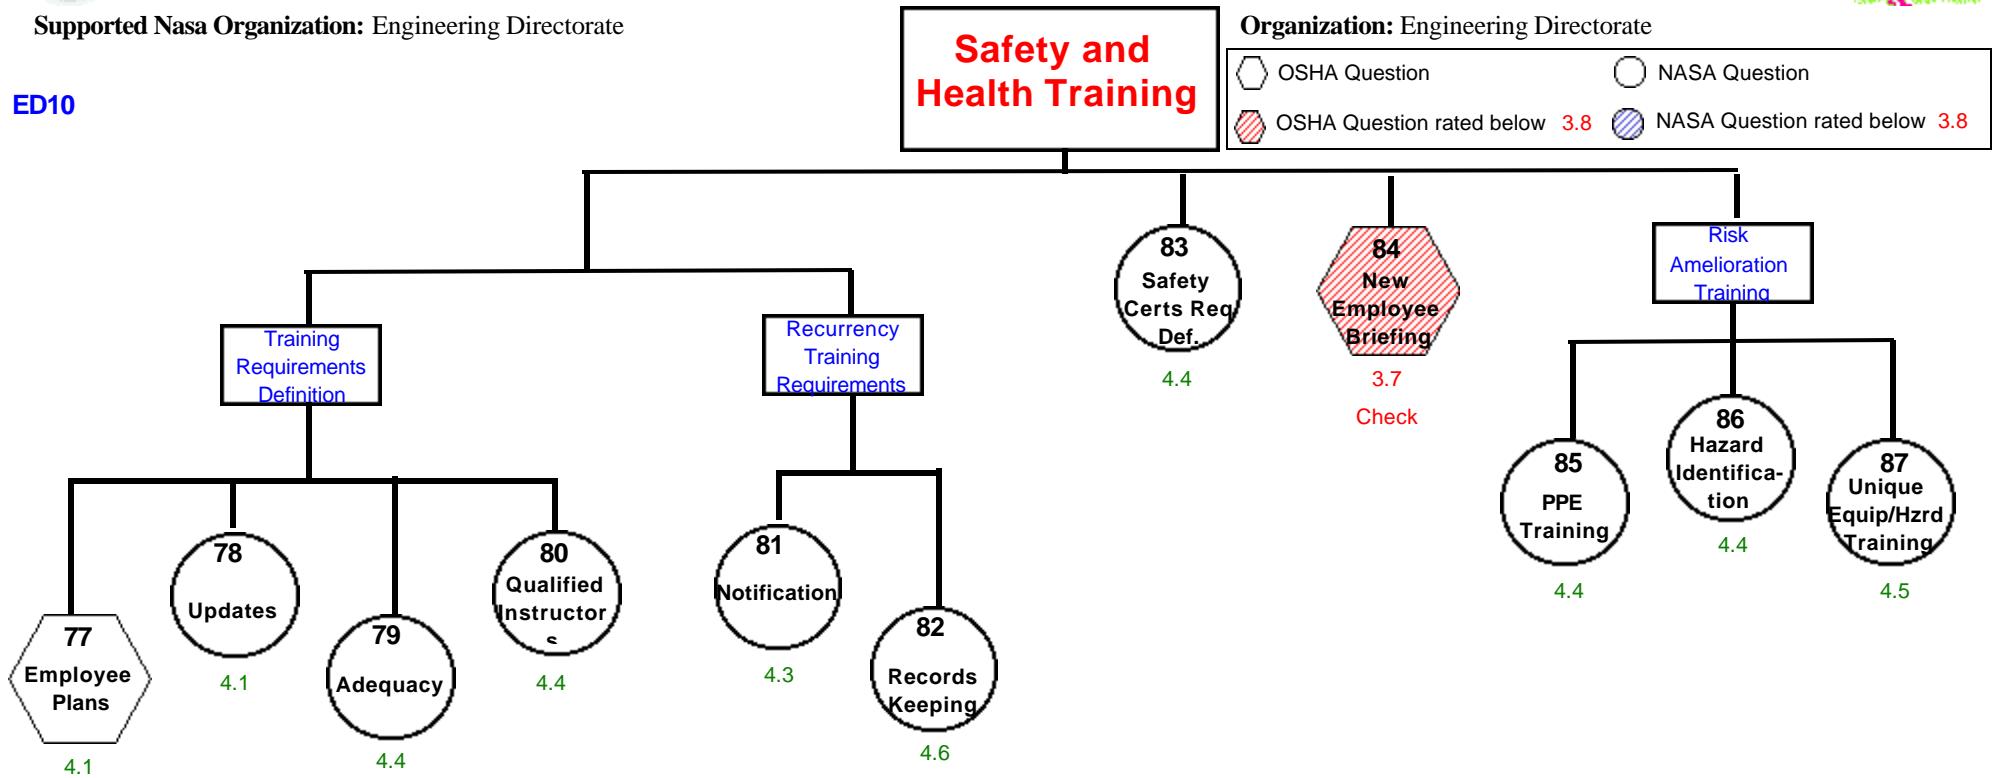 Supported Nasa Organization: Engineering Directorate
Organization: Engineering Directorate
ED10
Safety and
Health Training
OSHA Question
NASA Question
OSHA Question rated below 3.8
NASA Question rated below 3.8
Training
Requirements
Definition
Recurrency
Training
Requirements
83
Safety
Certs Req
Def.
4.4
84
New
Employee
Briefing
3.7
Check
Risk
Amelioration
Training
77
Employee
Plans
4.1
78
Updates
4.1
79
Adequacy
4.4
80
Qualified
Instructor
s
4.4
81
Notification
4.3
82
Records
Keeping
4.6
85
PPE
Training
4.4
86
Hazard
Identifica-
tion
4.4
87
Unique
Equip/Hzrd
Training
4.5